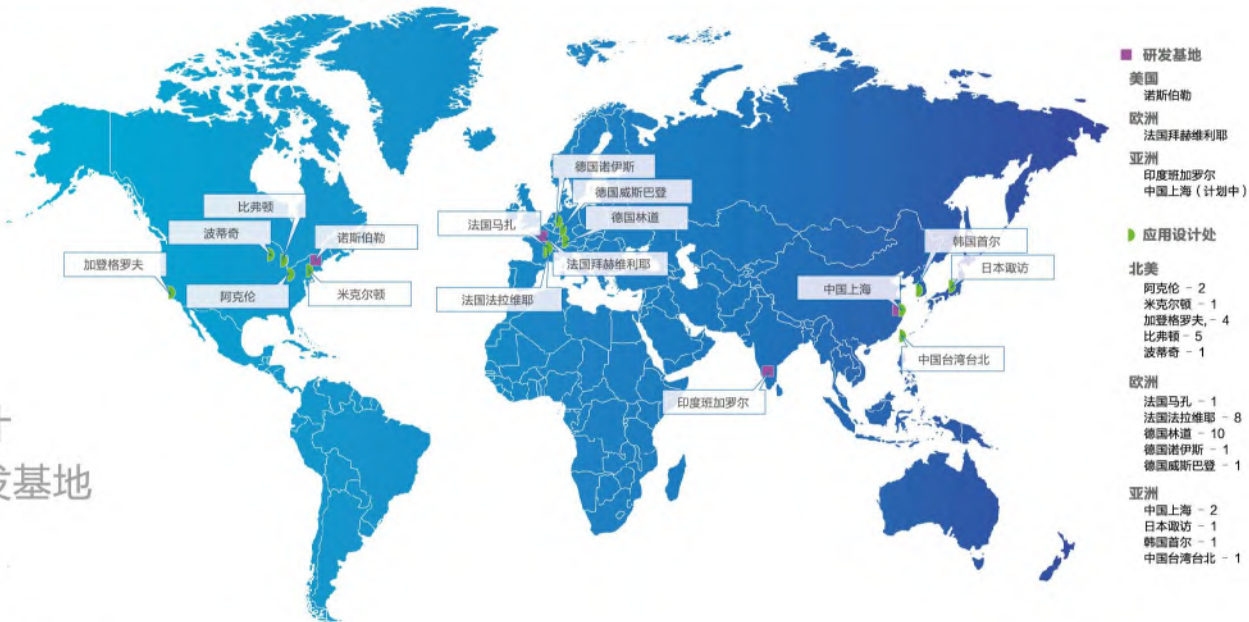 德国诺伊斯
德国威斯巴登
比弗顿
德国林道
法国马扎
波蒂奇
诺斯伯勒
韩国首尔
加登格罗夫
法国拜赫维利耶
日本诹访
阿克伦
米克尔顿
法国法拉维耶
中国上海
中国台湾台北
印度班加罗尔
发基地
研发基地
美国
诺斯伯勒
欧洲
法国拜赫维利耶
亚洲
印度班加罗尔
中国上海（计划中）
应用设计处
北美
阿克伦 - 2
米克尔顿 - 1
加登格罗夫, - 4
比弗顿 - 5
波蒂奇 - 1
欧洲
法国马扎 - 1
法国法拉维耶 - 8
德国林道 - 10
德国诺伊斯 - 1
德国威斯巴登 - 1
亚洲
中国上海 - 2
日本诹访 - 1
韩国首尔 - 1
中国台湾台北 - 1